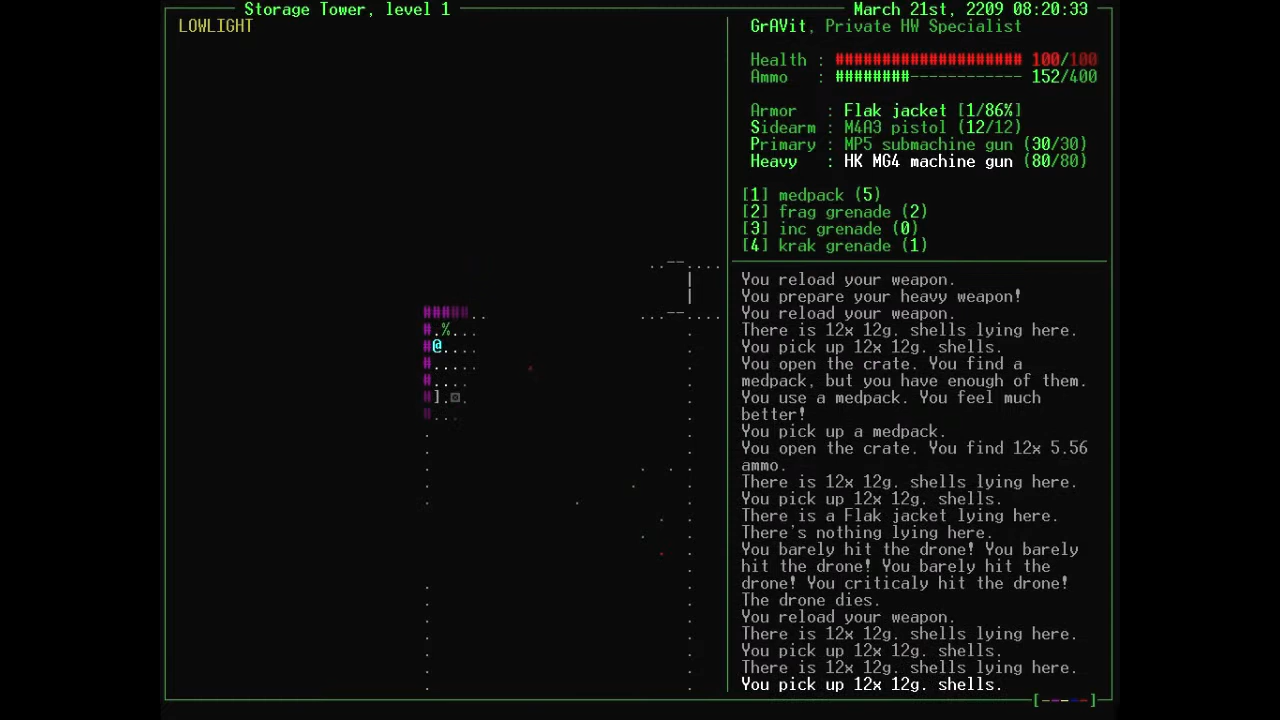 Storage Tower, level 1
March 21st, 2209 08:20:33
LOWLIGHT
GrAVit, Private HW Specialist
Health : #################### 100/100
Ammo : ########------------ 152/400
Armor : Flak jacket [1/86%]
Sidearm : M4A3 pistol (12/12)
Primary : MP5 submachine gun (30/30)
Heavy : HK MG4 machine gun (80/80)
[1] medpack (5)
[2] frag grenade (2)
[3] inc grenade (0)
[4] krak grenade (1)
You reload your weapon.
You prepare your heavy weapon!
You reload your weapon.
There is 12x 12g. shells lying here.
You pick up 12x 12g. shells.
You open the crate. You find a
medpack, but you have enough of them.
You use a medpack. You feel much
better!
You pick up a medpack.
You open the crate. You find 12x 5.56
ammo.
There is 12x 12g. shells lying here.
You pick up 12x 12g. shells.
There is a Flak jacket lying here.
There's nothing lying here.
You barely hit the drone! You barely
hit the drone! You barely hit the
drone! You criticaly hit the drone!
The drone dies.
You reload your weapon.
There is 12x 12g. shells lying here.
You pick up 12x 12g. shells.
There is 12x 12g. shells lying here.
You pick up 12x 12g. shells.